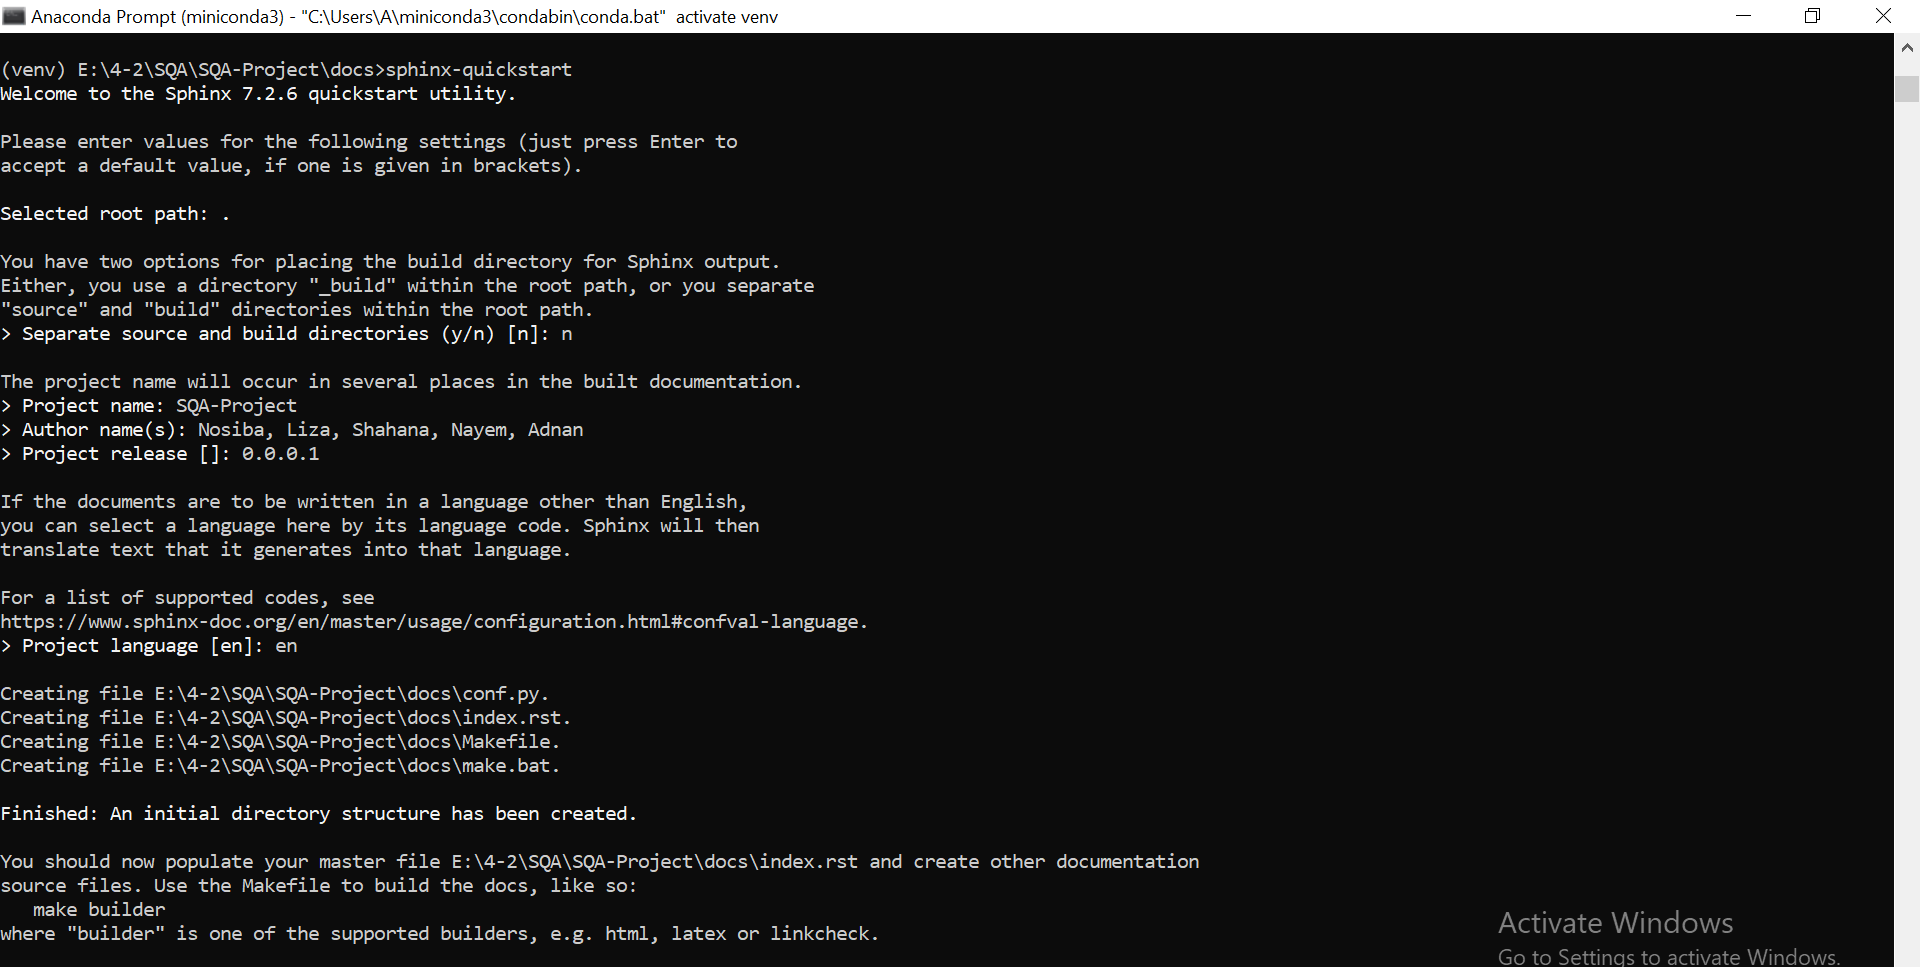 Anaconda Prompt (miniconda3) - "C:\Users\A\miniconda3\condabin\conda.bat"  activate venv
(venv) E:\4-2\SQA\SQA-Project\docs>sphinx-quickstart
Welcome to the Sphinx 7.2.6 quickstart utility.
Please enter values for the following settings (just press Enter to
accept a default value, if one is given in brackets).
Selected root path: .
You have two options for placing the build directory for Sphinx output.
Either, you use a directory "_build" within the root path, or you separate
"source" and "build" directories within the root path.
> Separate source and build directories (y/n) [n]: n
The project name will occur in several places in the built documentation.
> Project name: SQA-Project
> Author name(s): Nosiba, Liza, Shahana, Nayem, Adnan
> Project release []: 0.0.0.1
If the documents are to be written in a language other than English,
you can select a language here by its language code. Sphinx will then
translate text that it generates into that language.
For a list of supported codes, see
https://www.sphinx-doc.org/en/master/usage/configuration.html#confval-language.
> Project language [en]: en
Creating file E:\4-2\SQA\SQA-Project\docs\conf.py.
Creating file E:\4-2\SQA\SQA-Project\docs\index.rst.
Creating file E:\4-2\SQA\SQA-Project\docs\Makefile.
Creating file E:\4-2\SQA\SQA-Project\docs\make.bat.
Finished: An initial directory structure has been created.
You should now populate your master file E:\4-2\SQA\SQA-Project\docs\index.rst and create other documentation
source files. Use the Makefile to build the docs, like so:
   make builder
where "builder" is one of the supported builders, e.g. html, latex or linkcheck.
Activate Windows
Go to Settings to activate Windows.